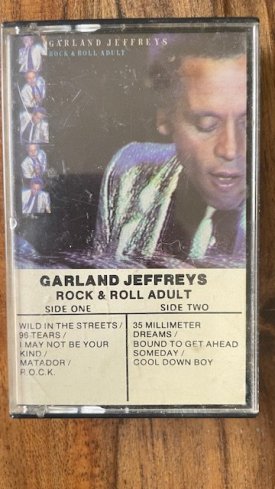 GARLAND JEFFREYS
ROCK & ROLL ADULT
GARLAND JEFFREYS
ROCK & ROLL ADULT
SIDE ONE
WILD IN THE STREETS /
96 TEARS /
I MAY NOT BE YOUR
KIND /
MATADOR /
R.O.C.K.
SIDE TWO
35 MILLIMETER
DREAMS /
BOUND TO GET AHEAD
SOMEDAY /
COOL DOWN BOY